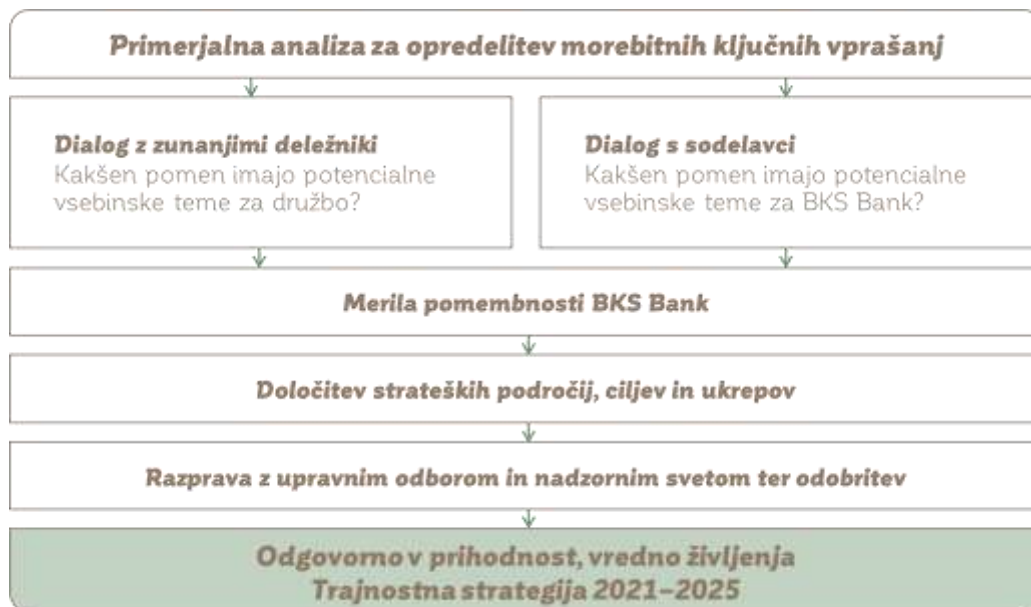 Primerjalna analiza za opredelitev morebitnih ključnih vprašanj
Dialog z zunanjimi deležniki
Kakšen pomen imajo potencialne
vsebinske teme za družbo?
Dialog s sodelavci
Kakšen pomen imajo potencialne
vsebinske teme za BKS Bank?
Merila pomembnosti BKS Bank
Določitev strateških področij, ciljev in ukrepov
Razprava z upravnim odborom in nadzornim svetom ter odobritev
Odgovorno v prihodnost, vredno življenja
Trajnostna strategija 2021–2025